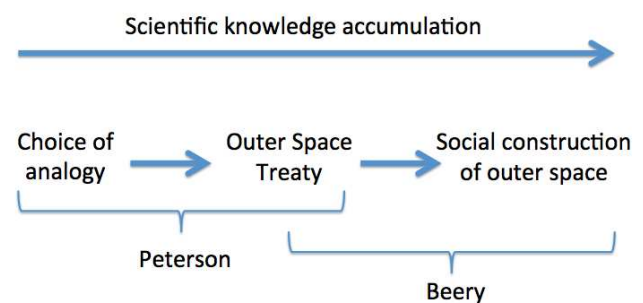 Scientific knowledge accumulation
Choice of
analogy
Outer Space
Treaty
Social construction
of outer space
Peterson
Beery